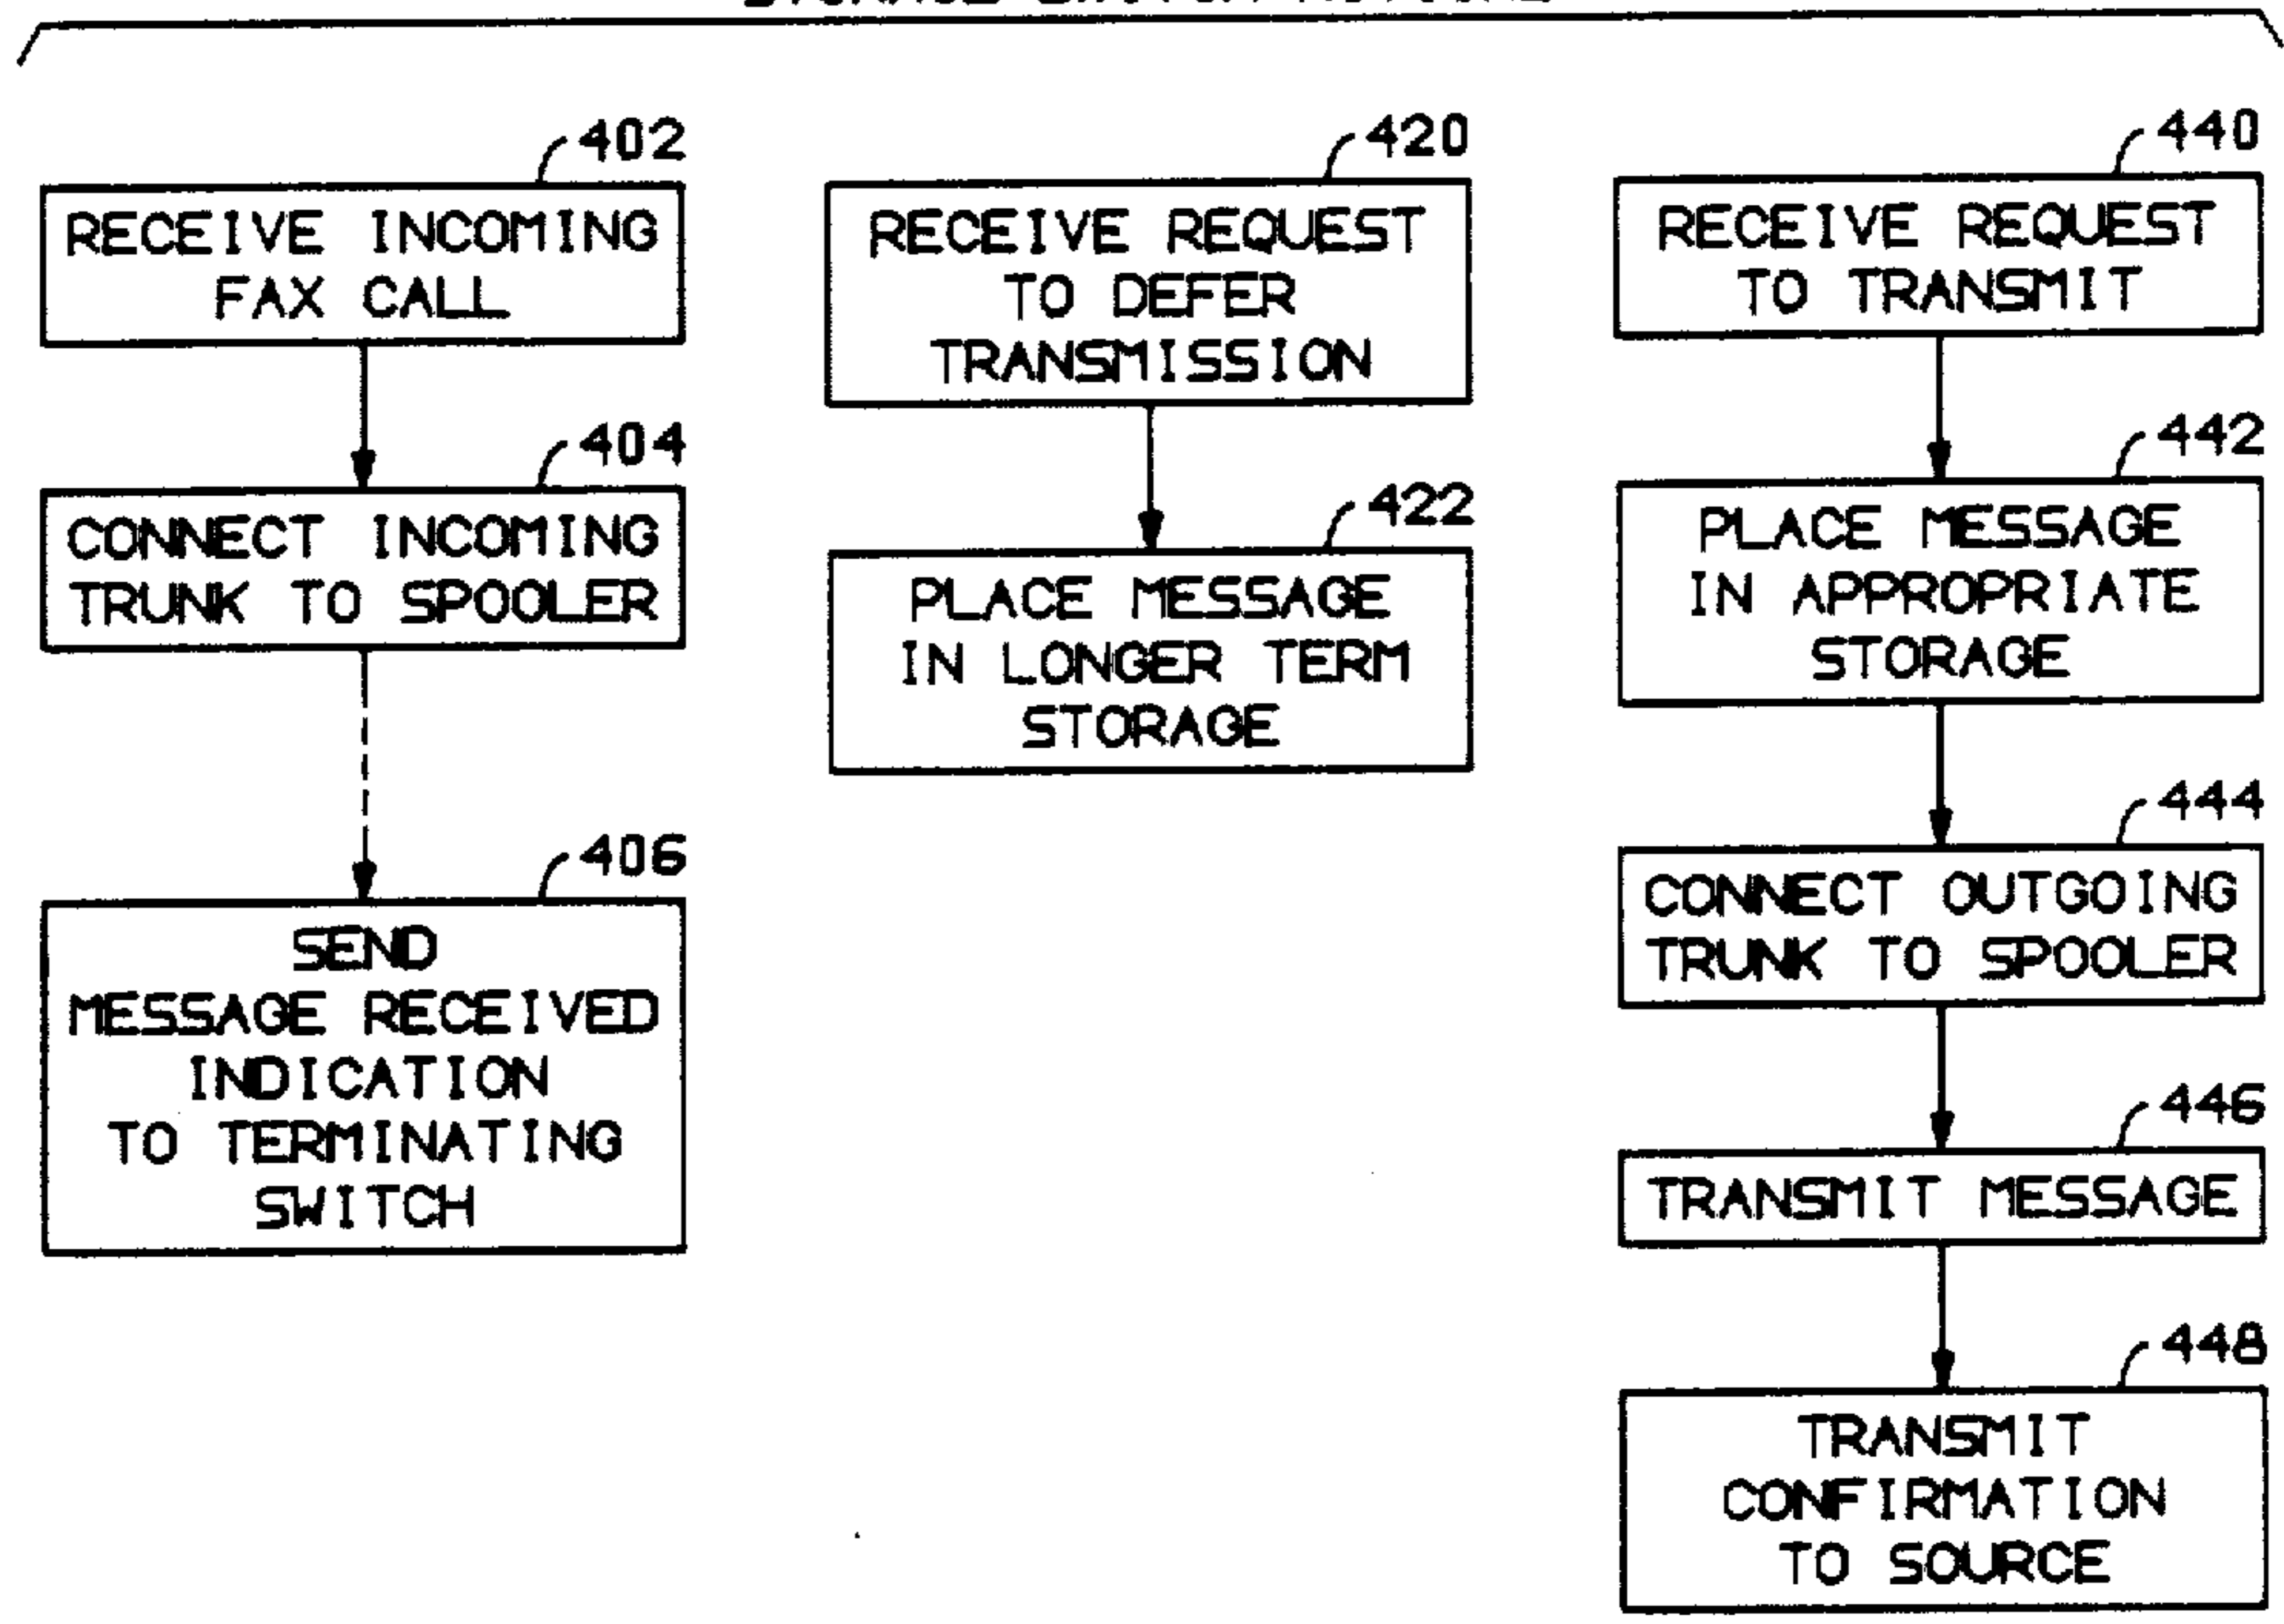 402
RECEIVE INCOMING
FAX CALL
404
CONNECT INCOMING
TRUNK TO SPOOLER
406
SEND
MESSAGE RECEIVED
INDICATION
TO TERMINATING
SWITCH
420
RECEIVE REQUEST
TO DEFER
TRANSMISSION
422
PLACE MESSAGE
IN LONGER TERM
STORAGE
440
RECEIVE REQUEST
TO TRANSMIT
442
PLACE MESSAGE
IN APPROPRIATE
STORAGE
444
CONNECT OUTGOING
TRUNK TO SPOOLER
446
TRANSMIT MESSAGE
448
TRANSMIT
CONFIRMATION
TO SOURCE